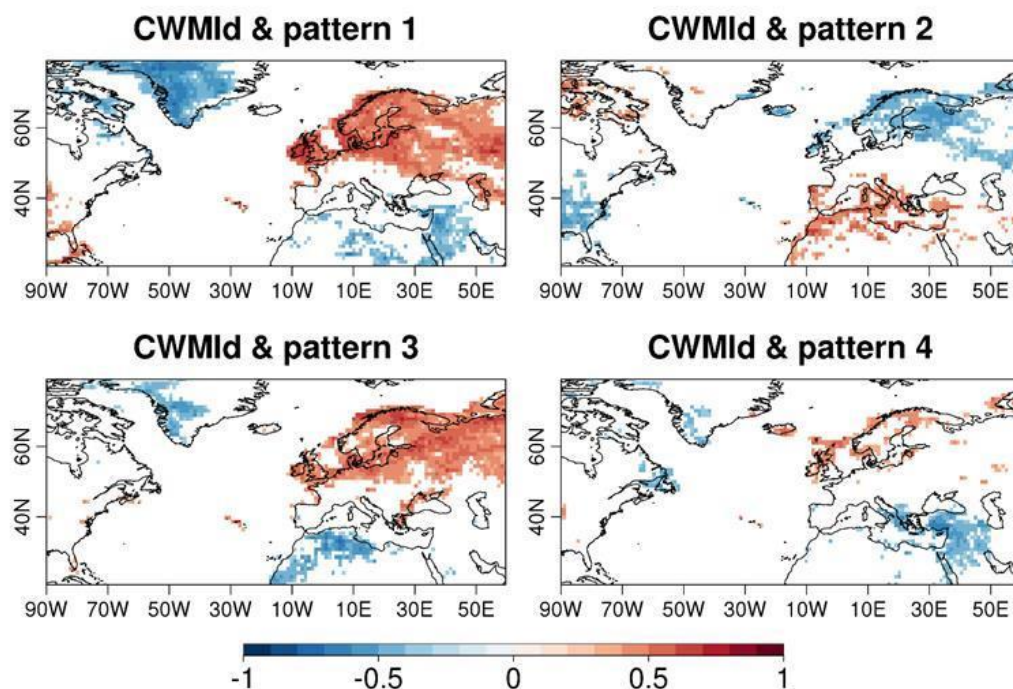 CWMId & pattern 1
CWMId & pattern 2
60N
40N
90W 70W 50W 30W 10W 10E 30E 50E
90W 70W 50W 30W 10W 10E 30E 50E
CWMId & pattern 3
CWMId & pattern 4
60N
40N
60N
40N
60N
40N
90W 70W 50W 30W 10W 10E 30E 50E
90W 70W 50W 30W 10W 10E 30E 50E
-1 -0.5 0 0.5 1